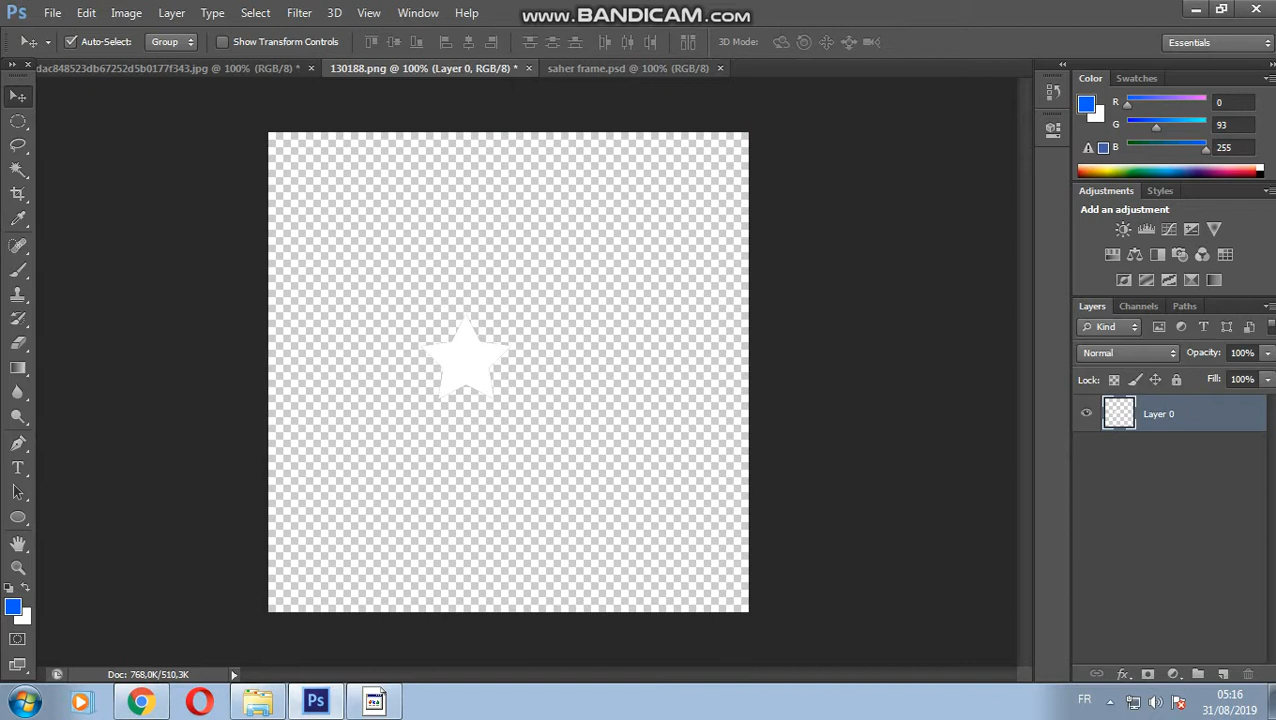 www.BANDICAM.com
Ps File Edit Image Layer Type Select Filter 3D View Window Help
Auto-Select: Group Show Transform Controls 3D Mode: Essentials
dac848523db67252d5b0177f343.jpg @ 100% (RGB/8) * × 130188.png @ 100% (Layer 0, RGB/8) * × saher frame.psd @ 100% (RGB/8) ×
Color Swatches
R 0
G 93
B 255
Adjustments Styles
Add an adjustment
Layers Channels Paths
Kind T
Normal Opacity: 100%
Lock: Fill: 100%
Layer 0
fx
T
Doc: 768,0K/510,3K
Ps FR 05:16
31/08/2019